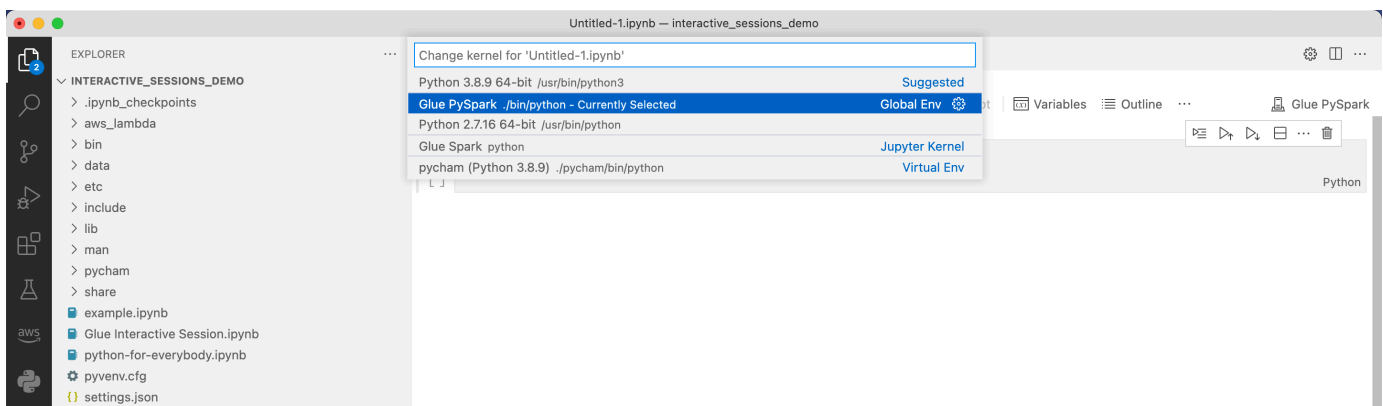 Untitled-1.ipynb — interactive_sessions_demo
2
EXPLORER
INTERACTIVE_SESSIONS_DEMO
.ipynb_checkpoints
aws_lambda
bin
data
etc
include
lib
man
pycham
share
example.ipynb
Glue Interactive Session.ipynb
python-for-everybody.ipynb
pyvenv.cfg
{} settings.json
aws
Change kernel for 'Untitled-1.ipynb'
Python 3.8.9 64-bit /usr/bin/python3 Suggested
Glue PySpark ./bin/python - Currently Selected Global Env
Python 2.7.16 64-bit /usr/bin/python
Glue Spark python Jupyter Kernel
pycham (Python 3.8.9) ./pycham/bin/python Virtual Env
Variables Outline ··· Glue PySpark
[ ]
Python